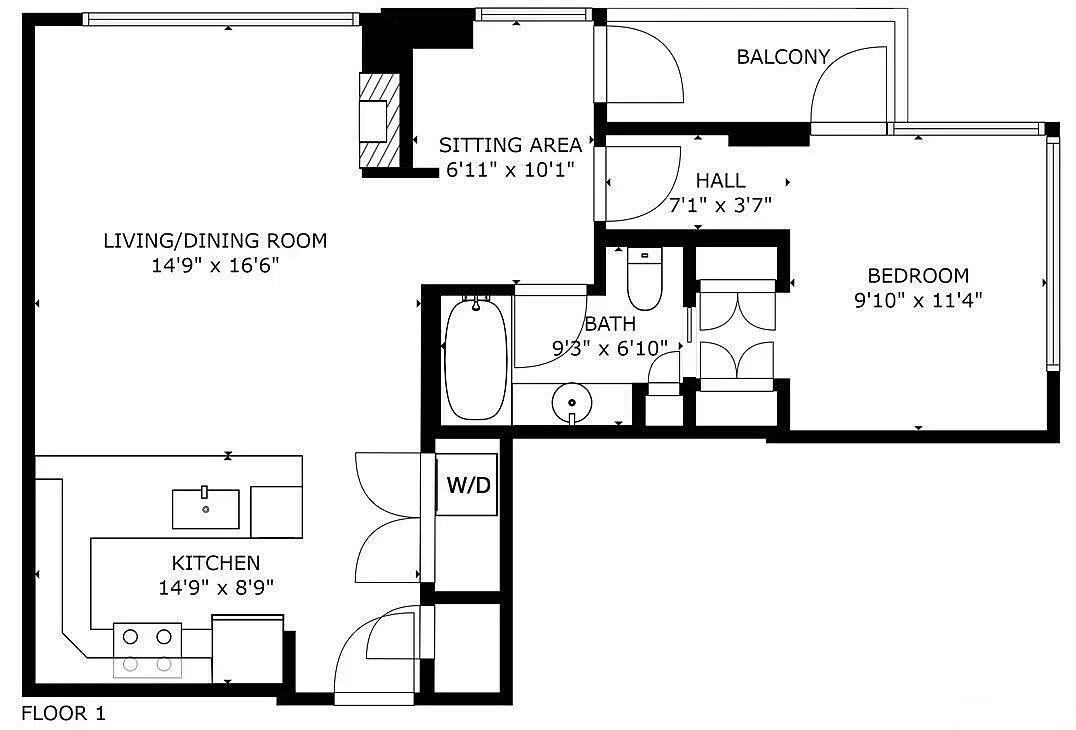 BALCONY
SITTING AREA
6'11" x 10'1"
HALL
7'1" x 3'7"
LIVING/DINING ROOM
14'9" x 16'6"
BEDROOM
9'10" x 11'4"
BATH
9'3" x 6'10"
W/D
KITCHEN
14'9" x 8'9"
FLOOR 1